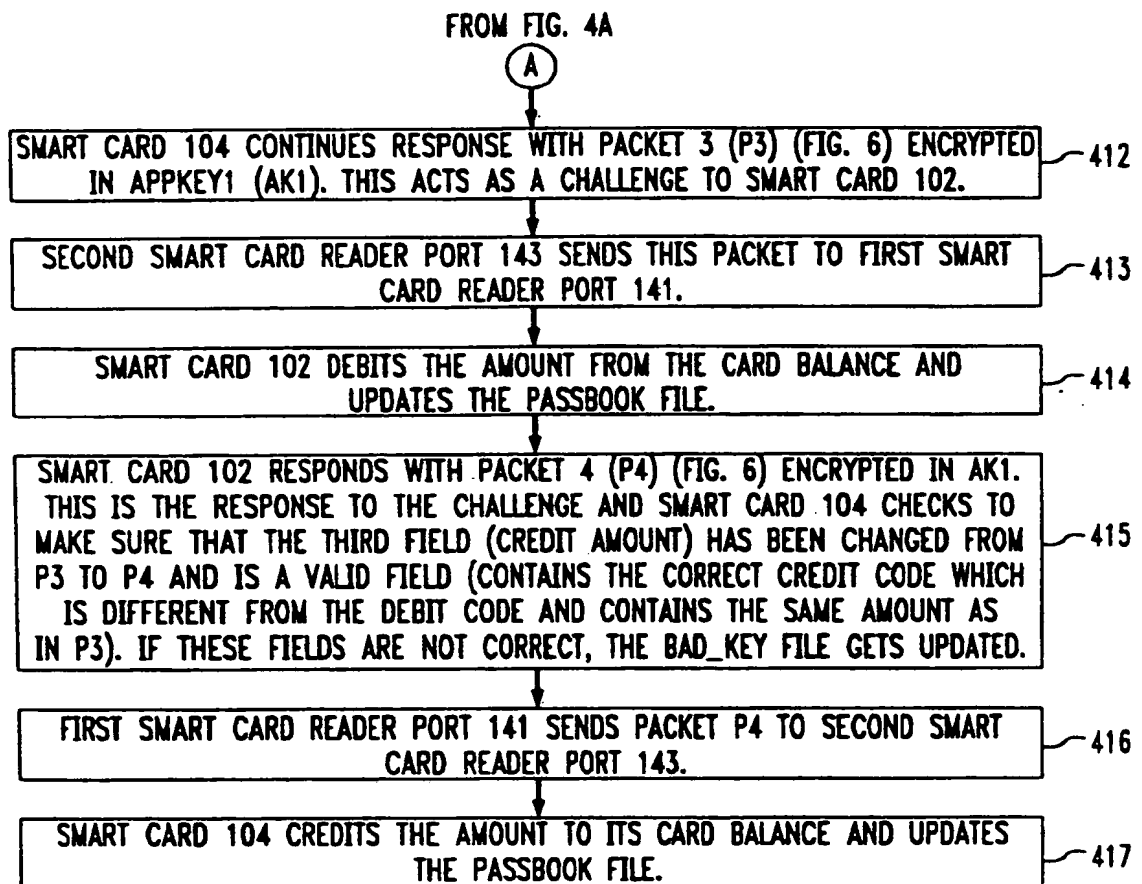 FROM FIG. 4A
A
SMART CARD 104 CONTINUES RESPONSE WITH PACKET 3 (P3) (FIG. 6) ENCRYPTED
IN APPKEY1 (AK1). THIS ACTS AS A CHALLENGE TO SMART CARD 102.
412
SECOND SMART CARD READER PORT 143 SENDS THIS PACKET TO FIRST SMART
CARD READER PORT 141.
413
SMART CARD 102 DEBITS THE AMOUNT FROM THE CARD BALANCE AND
UPDATES THE PASSBOOK FILE.
414
SMART CARD 102 RESPONDS WITH PACKET 4 (P4) (FIG. 6) ENCRYPTED IN AK1.
THIS IS THE RESPONSE TO THE CHALLENGE AND SMART CARD 104 CHECKS TO
MAKE SURE THAT THE THIRD FIELD (CREDIT AMOUNT) HAS BEEN CHANGED FROM
P3 TO P4 AND IS A VALID FIELD (CONTAINS THE CORRECT CREDIT CODE WHICH
IS DIFFERENT FROM THE DEBIT CODE AND CONTAINS THE SAME AMOUNT AS
IN P3). IF THESE FIELDS ARE NOT CORRECT, THE BAD_KEY FILE GETS UPDATED.
415
FIRST SMART CARD READER PORT 141 SENDS PACKET P4 TO SECOND SMART
CARD READER PORT 143.
416
SMART CARD 104 CREDITS THE AMOUNT TO ITS CARD BALANCE AND UPDATES
THE PASSBOOK FILE.
417